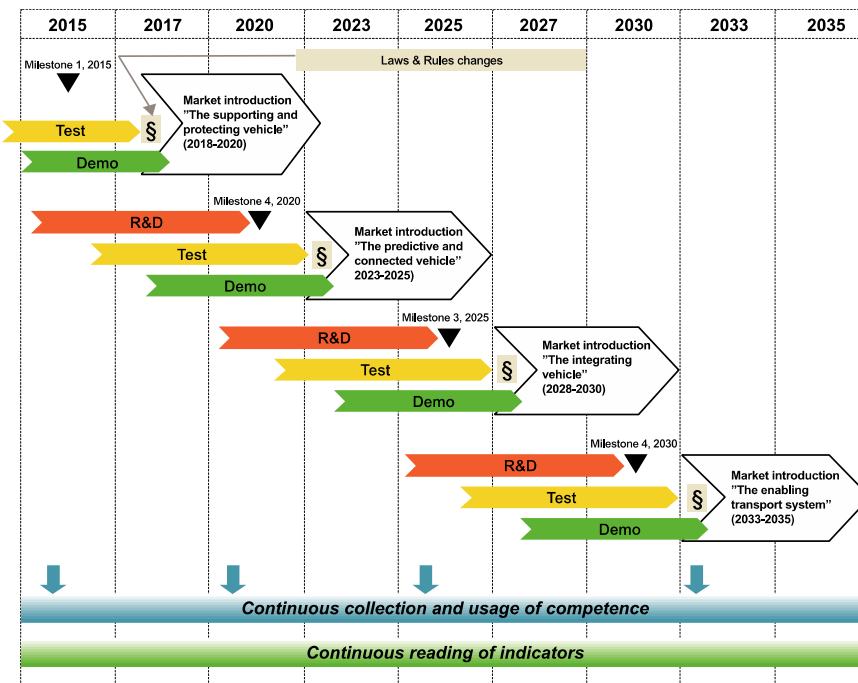 2015 2017 2020 2023 2025 2027 2030 2033 2035
Laws & Rules changes
Milestone 1, 2015
Market introduction
”The supporting and
protecting vehicle”
(2018-2020)
§
Test
Demo
Milestone 4, 2020
R&D
Market introduction
”The predictive and
connected vehicle”
2023-2025)
Test
§
Demo
Milestone 3, 2025
R&D
Market introduction
”The integrating
vehicle”
(2028-2030)
Test
§
Demo
Milestone 4, 2030
R&D
Market introduction
”The enabling
transport system”
(2033-2035)
Test
§
Demo
Continuous collection and usage of competence
Continuous reading of indicators